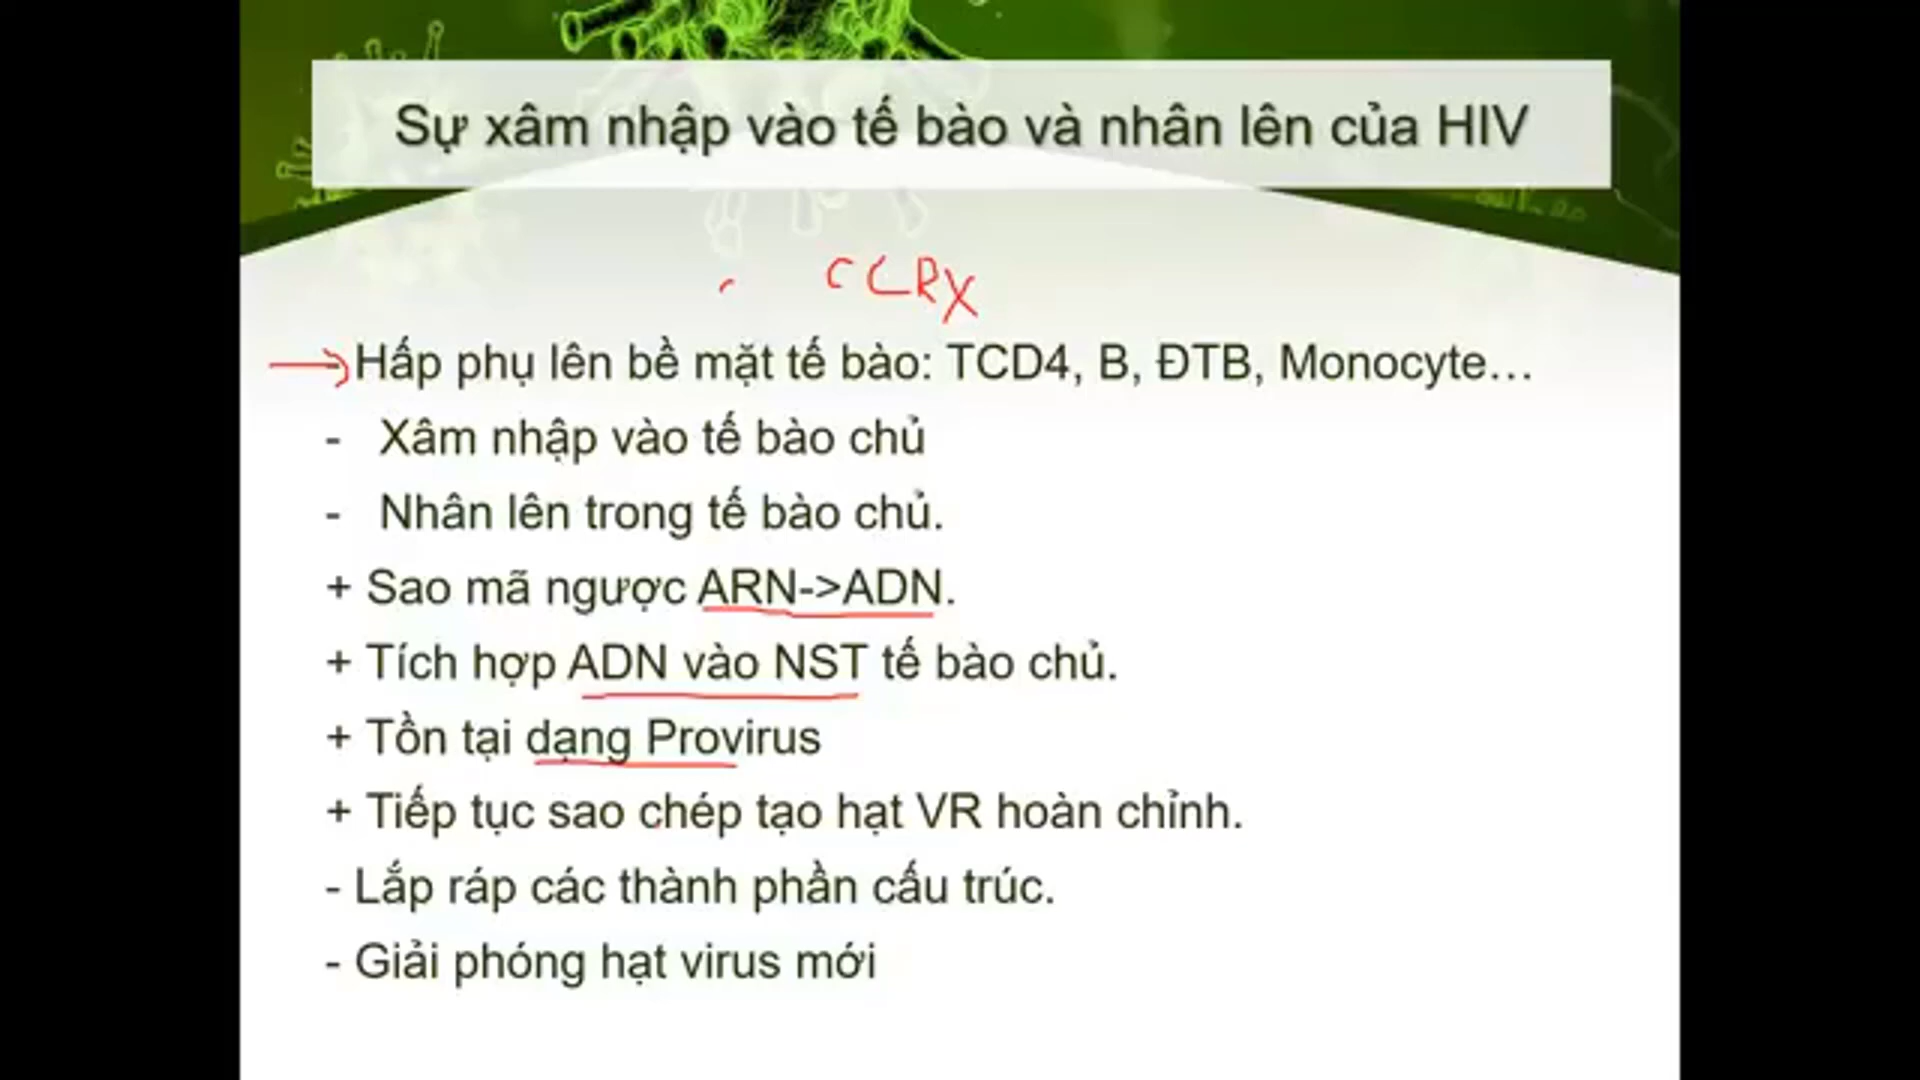 Sự xâm nhập vào tế bào và nhân lên của HIV
CCRX
Hấp phụ lên bề mặt tế bào: TCD4, B, ĐTB, Monocyte...
- Xâm nhập vào tế bào chủ
- Nhân lên trong tế bào chủ.
+ Sao mã ngược ARN->ADN.
+ Tích hợp ADN vào NST tế bào chủ.
+ Tồn tại dạng Provirus
+ Tiếp tục sao chép tạo hạt VR hoàn chỉnh.
- Lắp ráp các thành phần cấu trúc.
- Giải phóng hạt virus mới